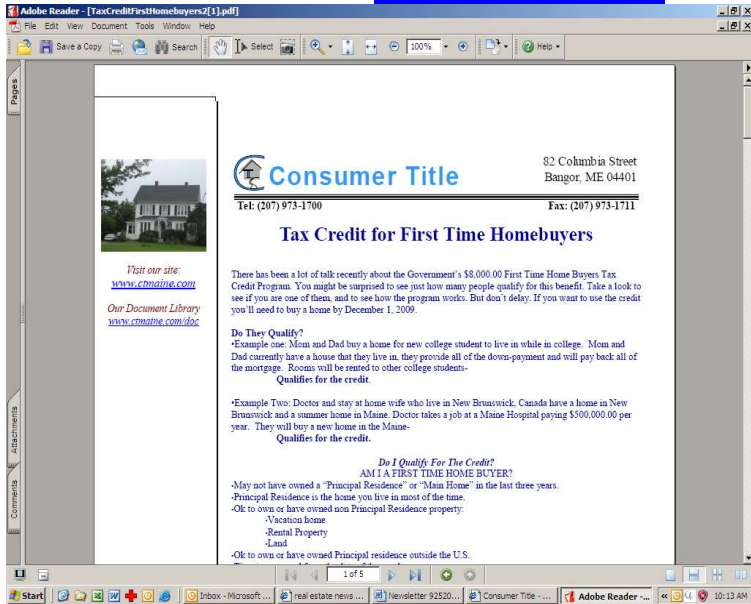 Adobe Reader - [TaxCreditFirstHomebuyers2[1].pdf]
File Edit View Document Tools Window Help
Save a Copy Search Select 100% Help
Pages
Consumer Title
82 Columbia Street
Bangor, ME 04401
Tel: (207) 973-1700 Fax: (207) 973-1711
Tax Credit for First Time Homebuyers
Visit our site:
www.ctmaine.com
Our Document Library
www.ctmaine.com/doc
There has been a lot of talk recently about the Government's $8,000.00 First Time Home Buyers Tax
Credit Program. You might be surprised to see just how many people qualify for this benefit. Take a look to
see if you are one of them, and to see how the program works. But don't delay. If you want to use the credit
you'll need to buy a home by December 1, 2009.
Do They Qualify?
•Example one: Mom and Dad buy a home for new college student to live in while in college. Mom and
Dad currently have a house that they live in, they provide all of the down-payment and will pay back all of
the mortgage. Rooms will be rented to other college students-
Qualifies for the credit.
•Example Two: Doctor and stay at home wife who live in New Brunswick, Canada have a home in New
Brunswick and a summer home in Maine. Doctor takes a job at a Maine Hospital paying $500,000.00 per
year. They will buy a new home in the Maine-
Qualifies for the credit.
Do I Qualify For The Credit?
AM I A FIRST TIME HOME BUYER?
•May not have owned a "Principal Residence" or "Main Home" in the last three years.
•Principal Residence is the home you live in most of the time.
•Ok to own or have owned non Principal Residence property:
•Vacation home
•Rental Property
•Land
•Ok to own or have owned Principal residence outside the U.S.
Attachments
Comments
1 of 5
Start Inbox - Microsoft ... real estate news ... Newsletter 92520... Consumer Title - ... Adobe Reader -... 10:13 AM